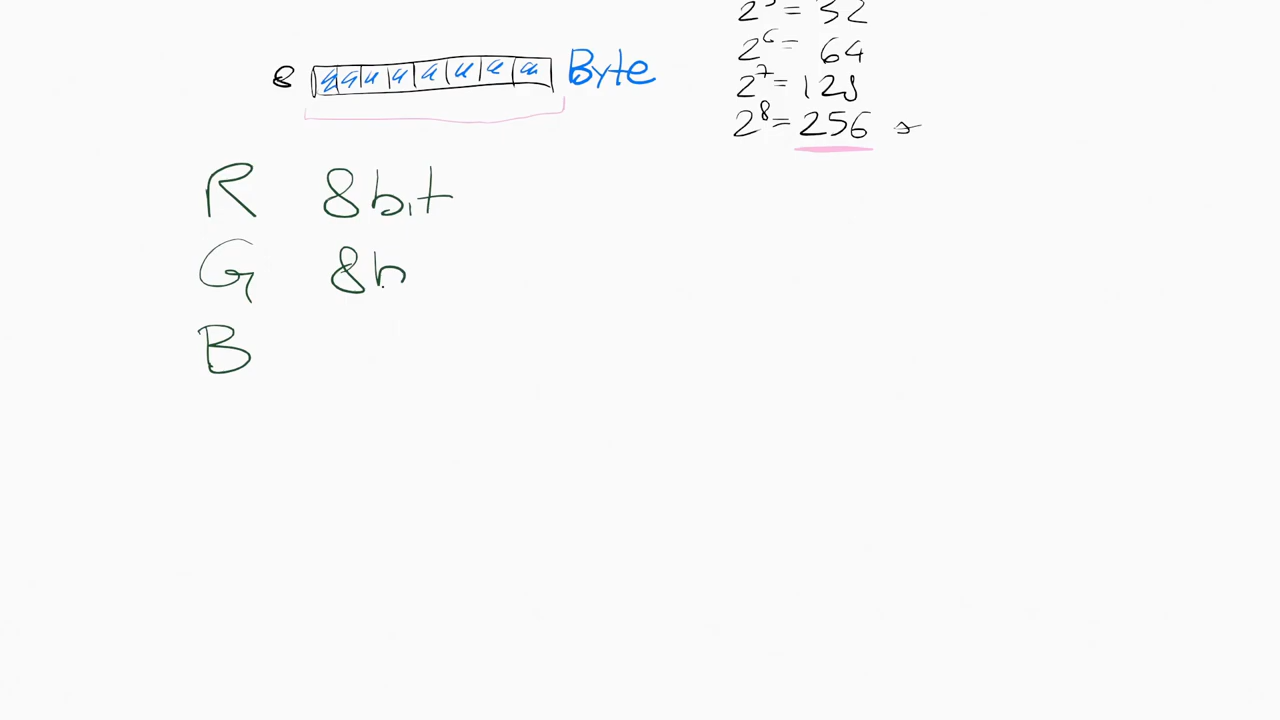 2⁵ = 32
2⁶ = 64
2⁷ = 128
2⁸ = 256
8 Byte
R 8bit
G 8b
B